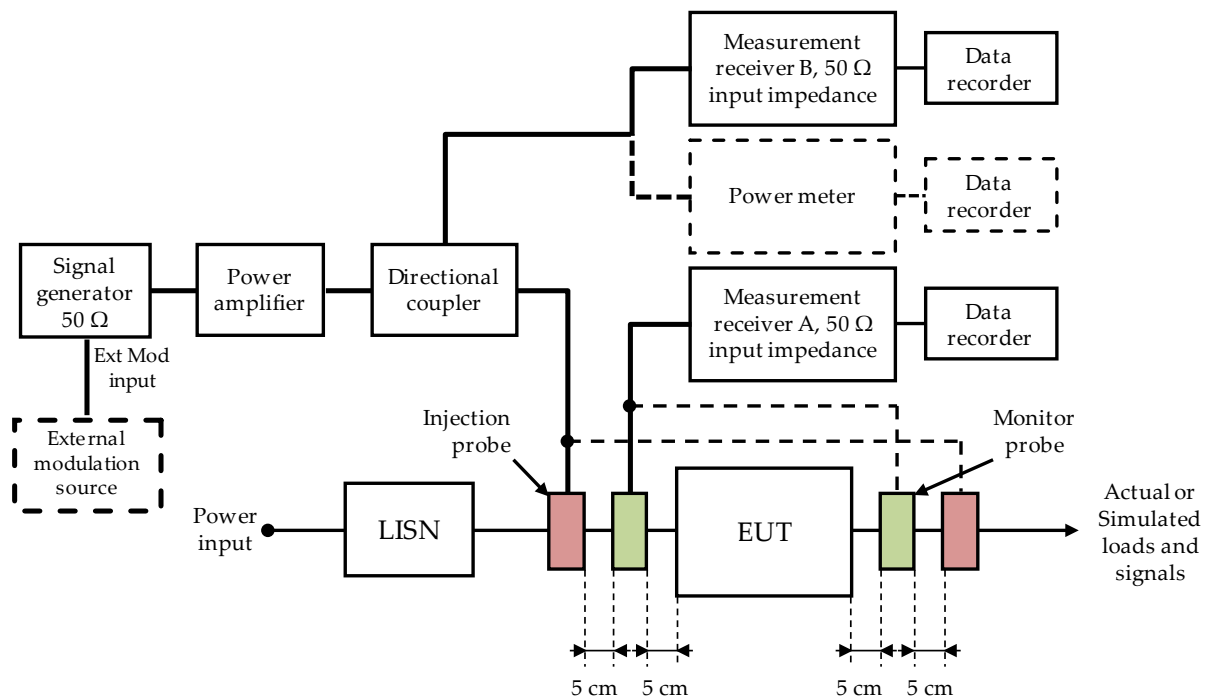 Measurement
receiver B, 50 Ω
input impedance
Data
recorder
Power meter
Data
recorder
Signal
generator
50 Ω
Power
amplifier
Directional
coupler
Measurement
receiver A, 50 Ω
input impedance
Data
recorder
Ext Mod
input
External
modulation
source
Injection
probe
Monitor
probe
Power
input
LISN
EUT
Actual or
Simulated
loads and
signals
5 cm
5 cm
5 cm
5 cm